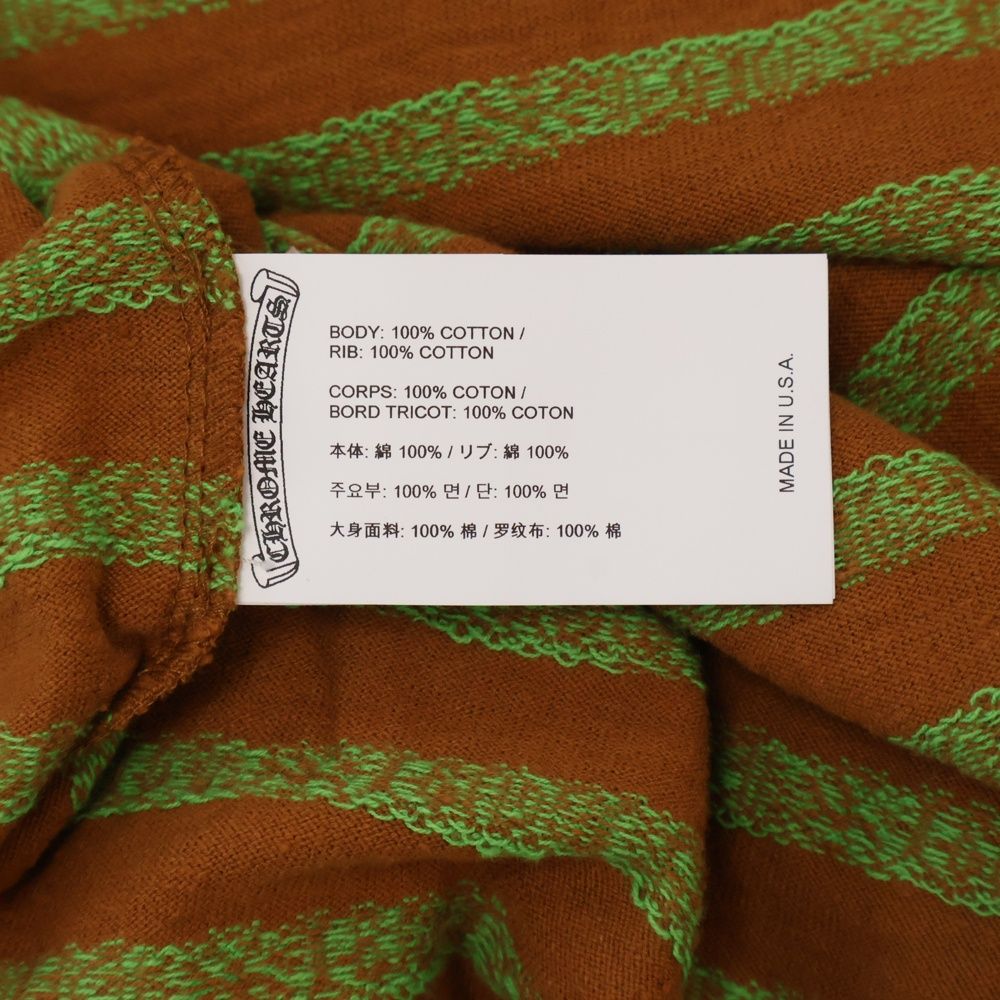 CHROME HEARTS
BODY: 100% COTTON /
RIB: 100% COTTON
CORPS: 100% COTON /
BORD TRICOT: 100% COTON
本体: 綿 100% / リブ: 綿 100%
주요부: 100% 면 / 단: 100% 면
大身面料: 100% 棉 / 罗纹布: 100% 棉
MADE IN U.S.A.